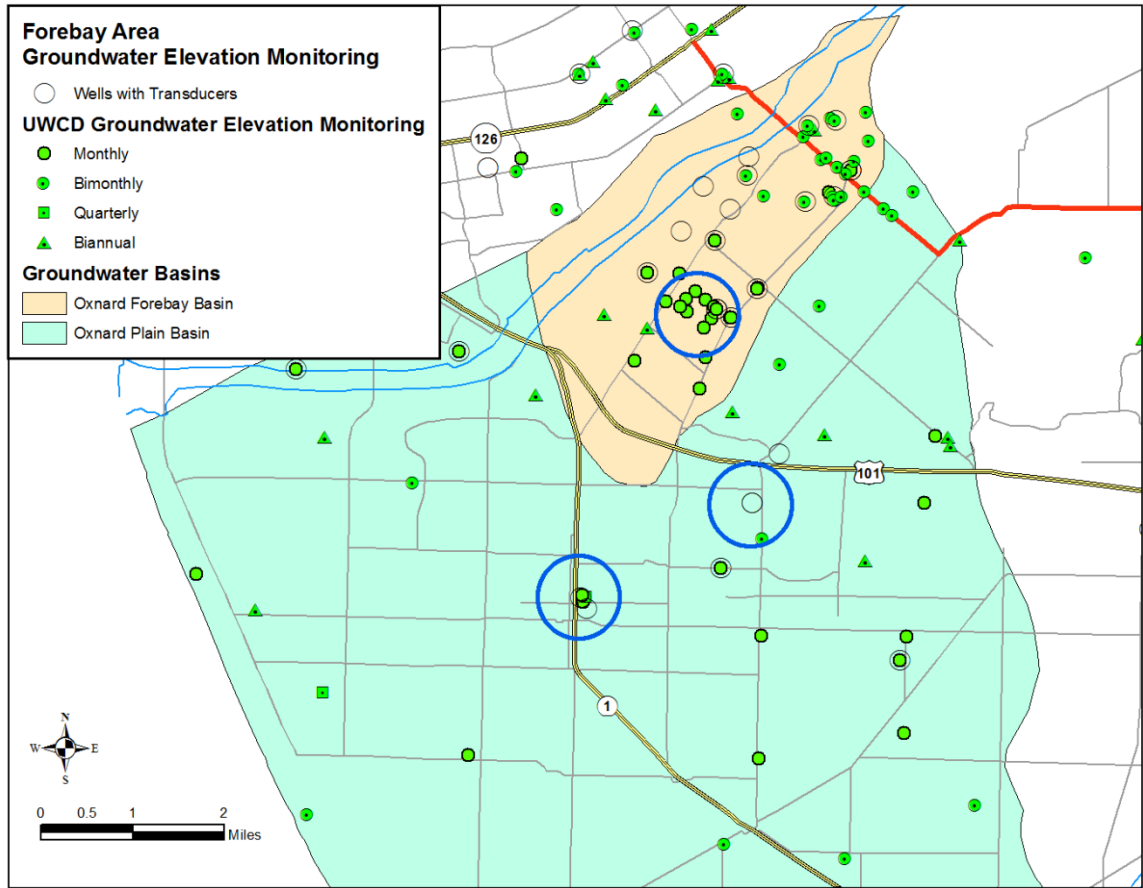 Forebay Area
Groundwater Elevation Monitoring
Wells with Transducers
UWCD Groundwater Elevation Monitoring
Monthly
Bimonthly
Quarterly
Biannual
Groundwater Basins
Oxnard Forebay Basin
Oxnard Plain Basin
126
101
1
N
W E
S
0 0.5 1 2
Miles